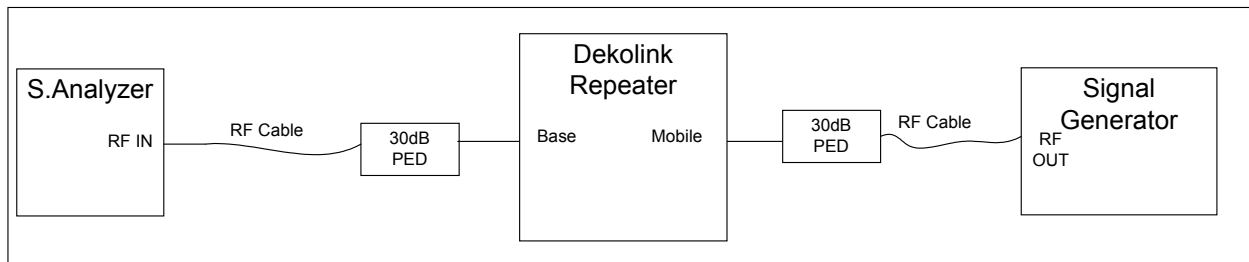 S.Analyzer
RF IN
RF Cable
30dB
PED
Dekolink
Repeater
Base
Mobile
30dB
PED
RF Cable
Signal
Generator
RF
OUT